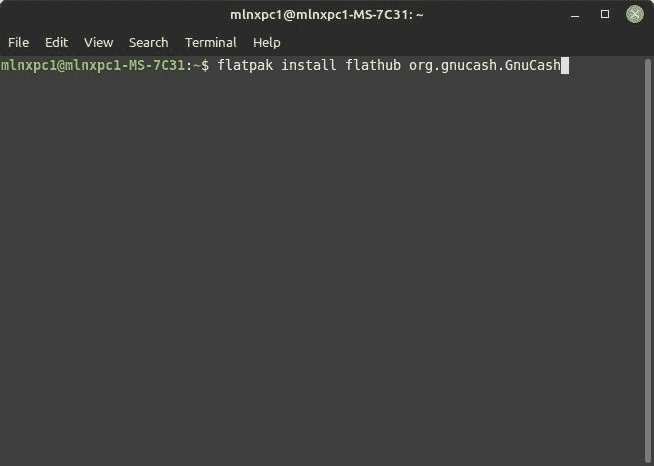 mlnxpc1@mlnxpc1-MS-7C31: ~
File Edit View Search Terminal Help
mlnxpc1@mlnxpc1-MS-7C31:~$ flatpak install flathub org.gnucash.GnuCash